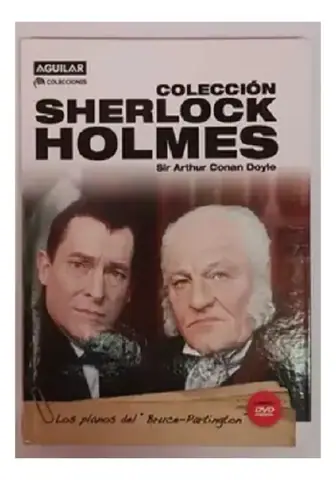 AGUILAR
COLECCIONES
COLECCIÓN
SHERLOCK
HOLMES
Sir Arthur Conan Doyle
Los planos del "Bruce-Partington"
DVD